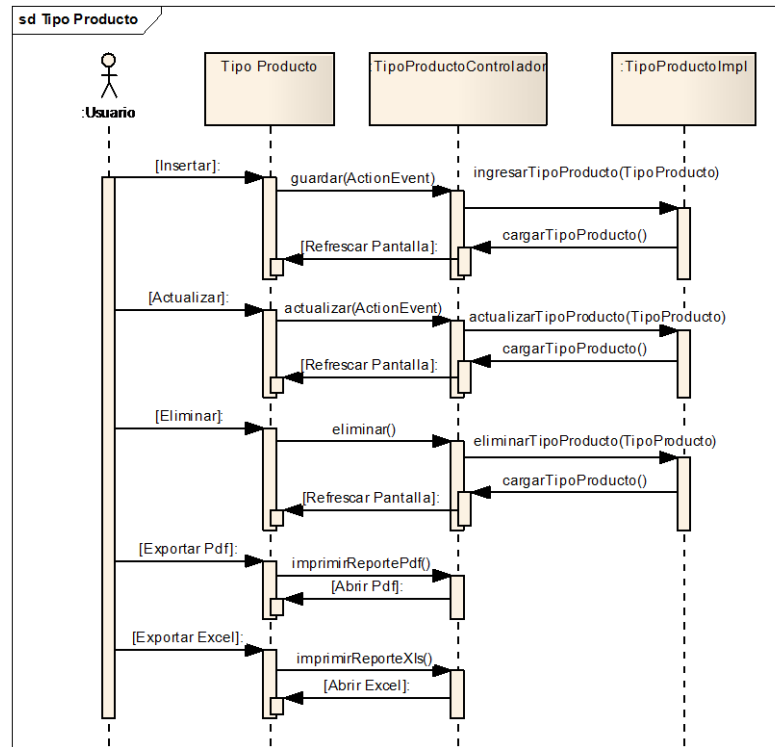 sd Tipo Producto
:Usuario
Tipo Producto
:TipoProductoControlador
:TipoProductoImpl
[Insertar]:
guardar(ActionEvent)
ingresarTipoProducto(TipoProducto)
cargarTipoProducto()
[Refrescar Pantalla]:
[Actualizar]:
actualizar(ActionEvent)
actualizarTipoProducto(TipoProducto)
cargarTipoProducto()
[Refrescar Pantalla]:
[Eliminar]:
eliminar()
eliminarTipoProducto(TipoProducto)
cargarTipoProducto()
[Refrescar Pantalla]:
[Exportar Pdf]:
imprimirReportePdf()
[Abrir Pdf]:
[Exportar Excel]:
imprimirReporteXls()
[Abrir Excel]: